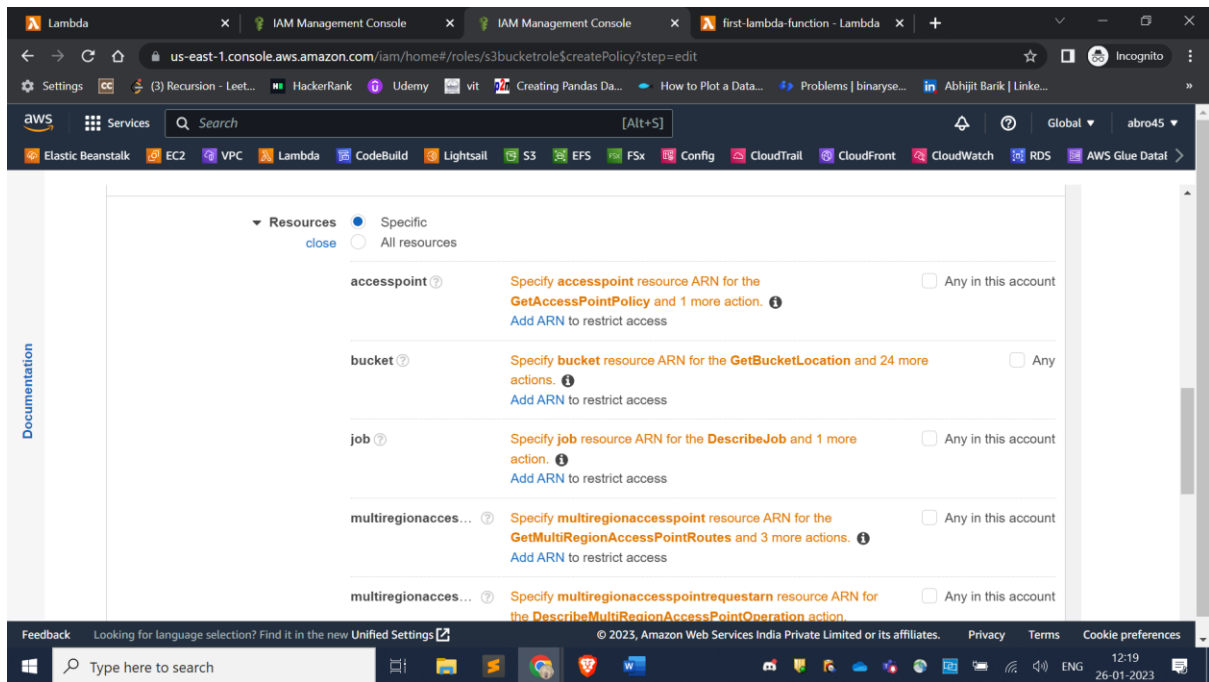 Lambda
IAM Management Console
IAM Management Console
first-lambda-function - Lambda
us-east-1.console.aws.amazon.com/iam/home#/roles/s3bucketrole$createPolicy?step=edit
Incognito
Settings
CC
(3) Recursion - Leet...
HackerRank
Udemy
vit
Creating Pandas Da...
How to Plot a Data...
Problems | binaryse...
Abhijit Barik | Linke...
»
aws
Services
Search
[Alt+S]
Global
abro45
Elastic Beanstalk
EC2
VPC
Lambda
CodeBuild
Lightsail
S3
EFS
FSx
Config
CloudTrail
CloudFront
CloudWatch
RDS
AWS Glue DataB
Documentation
Resources
close
Specific
All resources
accesspoint
Specify accesspoint resource ARN for the
GetAccessPointPolicy and 1 more action.
Add ARN to restrict access
Any in this account
bucket
Specify bucket resource ARN for the GetBucketLocation and 24 more
actions.
Add ARN to restrict access
Any
job
Specify job resource ARN for the DescribeJob and 1 more
action.
Add ARN to restrict access
Any in this account
multiregionacces...
Specify multiregionaccesspoint resource ARN for the
GetMultiRegionAccessPointRoutes and 3 more actions.
Add ARN to restrict access
Any in this account
multiregionacces...
Specify multiregionaccesspointrequestarn resource ARN for
the DescribeMultiRegionAccessPointOperation action.
Any in this account
Feedback
Looking for language selection? Find it in the new Unified Settings
© 2023, Amazon Web Services India Private Limited or its affiliates.
Privacy
Terms
Cookie preferences
Type here to search
ENG
12:19
26-01-2023